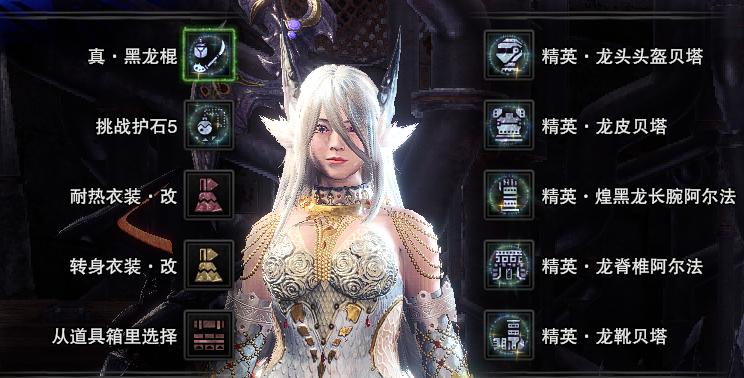 真·黑龙棍
挑战护石5
耐热衣装·改
转身衣装·改
从道具箱里选择
精英·龙头头盔贝塔
精英·龙皮贝塔
精英·煌黑龙长腕阿尔法
精英·龙脊椎阿尔法
精英·龙靴贝塔